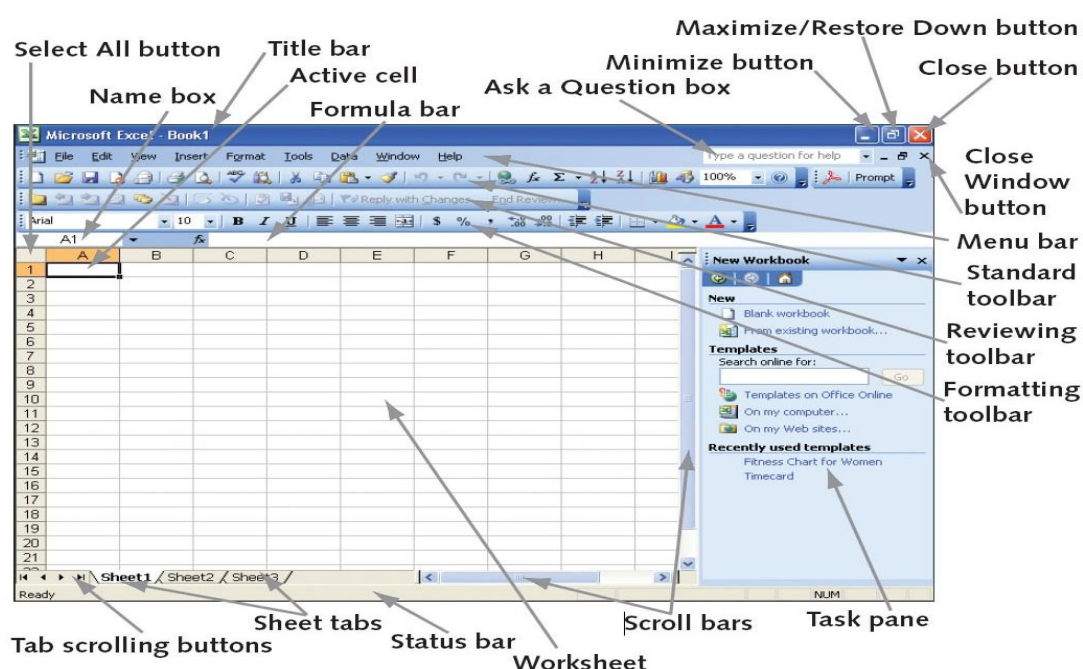 Maximize/Restore Down button
Select All button
Title bar
Minimize button
Close button
Active cell
Ask a Question box
Name box
Formula bar
Microsoft Excel - Book1
File Edit View Insert Format Tools Data Window Help
Type a question for help
Close
Window
button
100%
Prompt
Reply with Changes... End Review...
Arial 10 B I U $ % ,
Menu bar
A1 fx
A B C D E F G H I
New Workbook
Standard
toolbar
New
Blank workbook
From existing workbook...
Reviewing
toolbar
Templates
Search online for:
Go
Formatting
toolbar
Templates on Office Online
On my computer...
On my Web sites...
Recently used templates
Fitness Chart for Women
Timecard
1
2
3
4
5
6
7
8
9
10
11
12
13
14
15
16
17
18
19
20
21
Sheet1 Sheet2 Sheet3
Ready
NUM
Sheet tabs
Scroll bars
Task pane
Tab scrolling buttons
Status bar
Worksheet